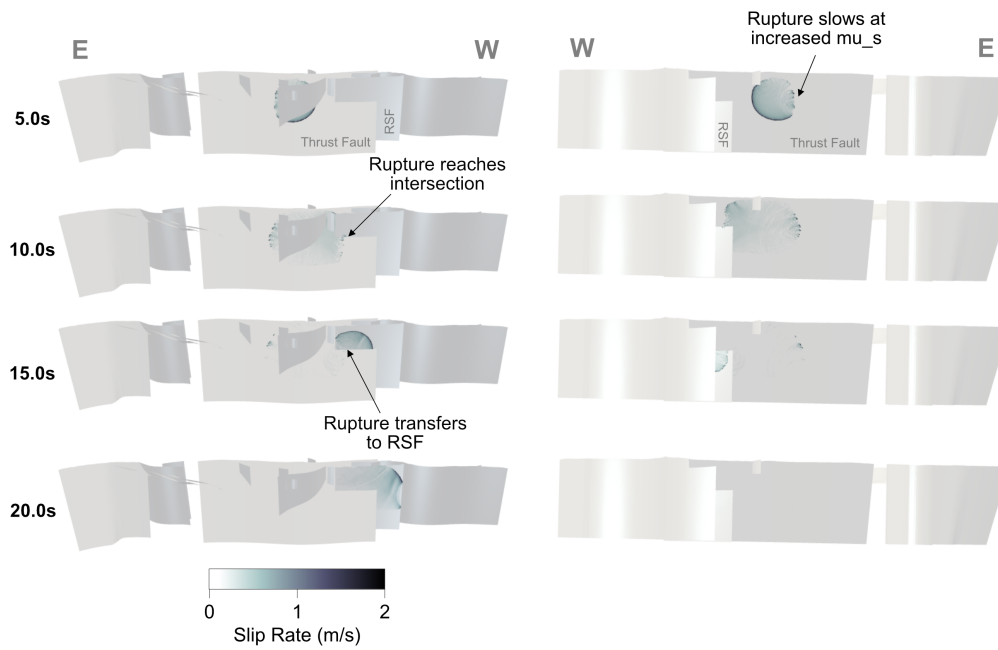 E
W
W
E
Rupture slows at
increased mu_s
5.0s
Thrust Fault
RSF
RSF
Thrust Fault
Rupture reaches
intersection
10.0s
15.0s
Rupture transfers
to RSF
20.0s
0
1
2
Slip Rate (m/s)